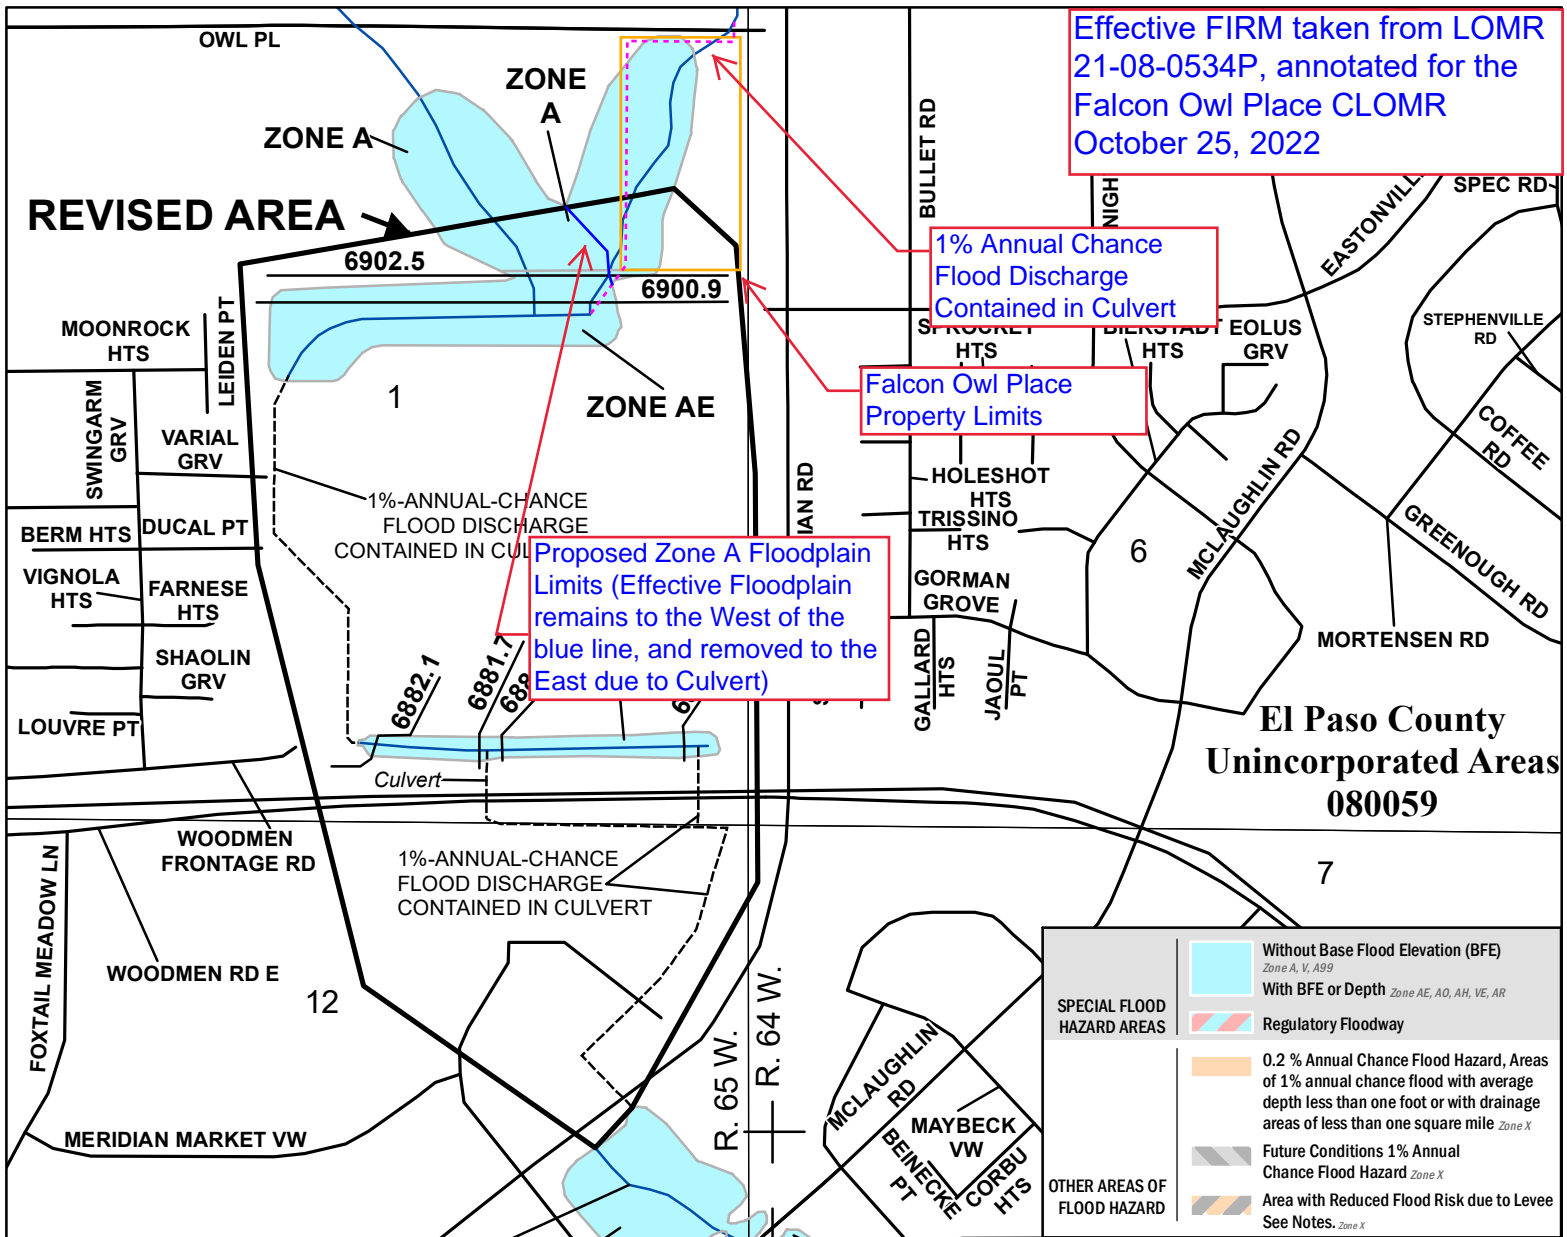 OWL PL
Effective FIRM taken from LOMR
21-08-0534P, annotated for the
Falcon Owl Place CLOMR
October 25, 2022
ZONE
A
ZONE A
REVISED AREA
6902.5
6900.9
BULLET RD
SPEC RD
1% Annual Chance
Flood Discharge
Contained in Culvert
MOONROCK
HTS
LEIDEN PT
HTS
HTS
EOLUS
GRV
STEPHENVILLE
RD
1
ZONE AE
Falcon Owl Place
Property Limits
SWINGARM
GRV
VARIAL
GRV
COFFEE
RD
MCLAUGHLIN RD
HOLESHOT
HTS
1%-ANNUAL-CHANCE
FLOOD DISCHARGE
CONTAINED IN
BERM HTS
DUCAL PT
TRISSINO
HTS
6
GREENOUGH RD
Proposed Zone A Floodplain
Limits (Effective Floodplain
remains to the West of the
blue line, and removed to the
East due to Culvert)
VIGNOLA
HTS
FARNESE
HTS
GORMAN
GROVE
MORTENSEN RD
SHAOLIN
GRV
GALLARD
HTS
JAOUL
PT
6882.1
6881.7
LOUVRE PT
El Paso County
Unincorporated Areas
080059
Culvert
WOODMEN
FRONTAGE RD
1%-ANNUAL-CHANCE
FLOOD DISCHARGE
CONTAINED IN CULVERT
7
FOXTAIL MEADOW LN
WOODMEN RD E
12
R. 65 W.
R. 64 W.
MCLAUGHLIN
RD
MAYBECK
VW
BEINECKE
PT
CORBU
HTS
MERIDIAN MARKET VW
SPECIAL FLOOD
HAZARD AREAS
Without Base Flood Elevation (BFE)
Zone A, V, A99
With BFE or Depth Zone AE, AO, AH, VE, AR
Regulatory Floodway
OTHER AREAS OF
FLOOD HAZARD
0.2 % Annual Chance Flood Hazard, Areas
of 1% annual chance flood with average
depth less than one foot or with drainage
areas of less than one square mile Zone X
Future Conditions 1% Annual
Chance Flood Hazard Zone X
Area with Reduced Flood Risk due to Levee
See Notes. Zone X